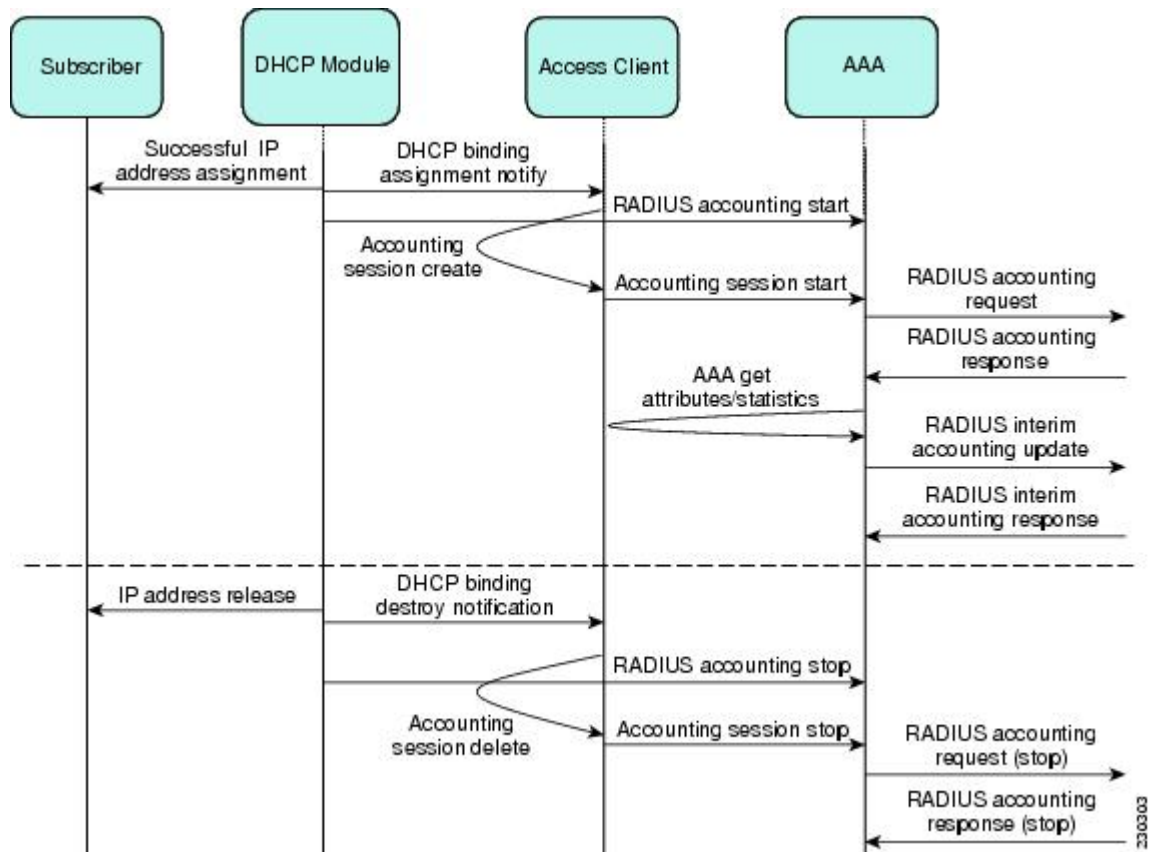 Subscriber
DHCP Module
Access Client
AAA
Successful IP
address assignment
DHCP binding
assignment notify
RADIUS accounting start
Accounting
session create
Accounting session start
RADIUS accounting
request
RADIUS accounting
response
AAA get
attributes/statistics
RADIUS interim
accounting update
RADIUS interim
accounting response
IP address release
DHCP binding
destroy notification
RADIUS accounting stop
Accounting
session delete
Accounting session stop
RADIUS accounting
request (stop)
RADIUS accounting
response (stop)
230303